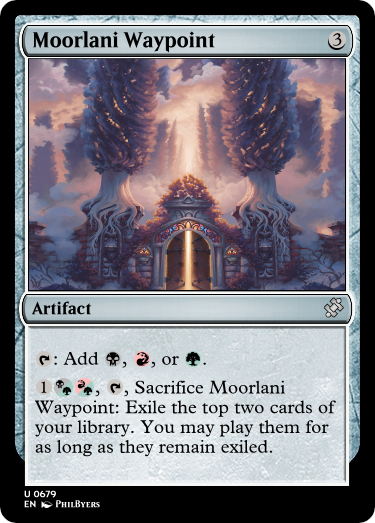 Moorlani Waypoint 3
Artifact
: Add , , or .
1 , , Sacrifice Moorlani
Waypoint: Exile the top two cards of
your library. You may play them for
as long as they remain exiled.
U 0679
EN PhilByers